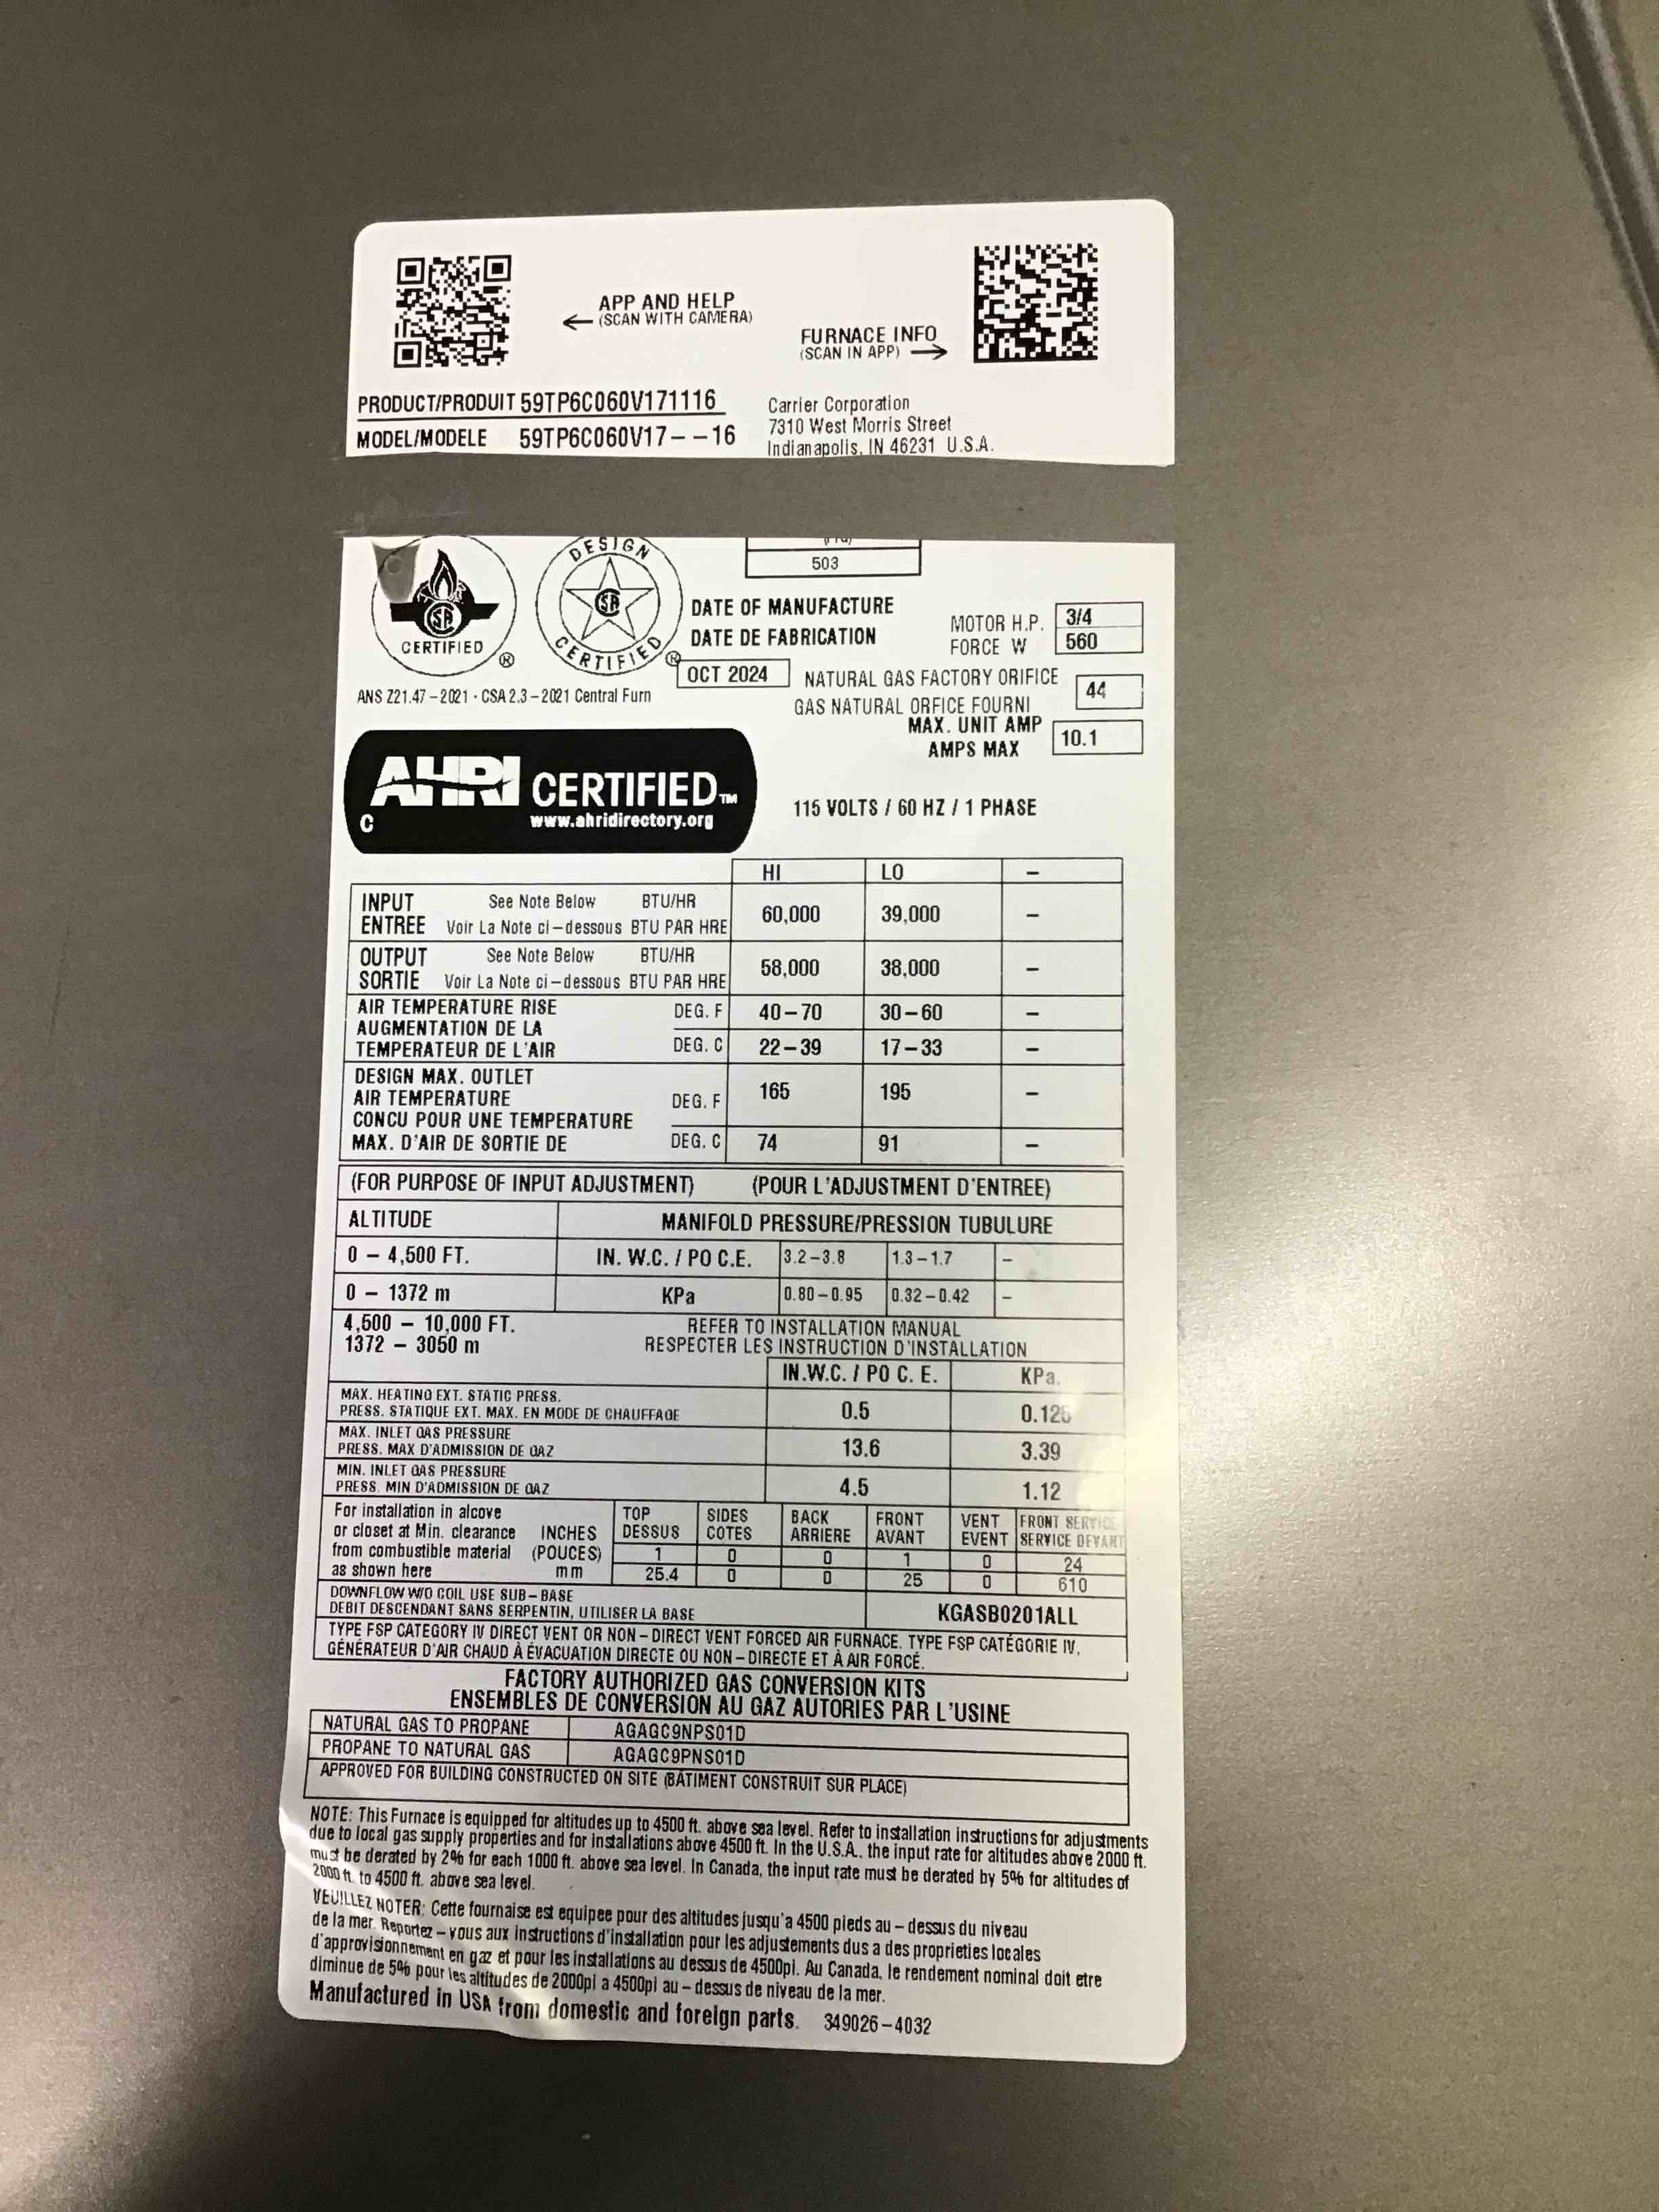 APP AND HELP
(SCAN WITH CAMERA)
FURNACE INFO
(SCAN IN APP)
PRODUCT/PRODUIT 59TP6C060V171116
MODEL/MODELE 59TP6C060V17--16
Carrier Corporation
7310 West Morris Street
Indianapolis, IN 46231 U.S.A.
503
CERTIFIED ®
DESIGN CERTIFIED ®
DATE OF MANUFACTURE
DATE DE FABRICATION
OCT 2024
MOTOR H.P. 3/4
FORCE W 560
ANS Z21.47-2021 · CSA 2.3-2021 Central Furn
NATURAL GAS FACTORY ORIFICE
GAS NATURAL ORFICE FOURNI
44
MAX. UNIT AMP
AMPS MAX
10.1
AHRI CERTIFIED™
C www.ahridirectory.org
115 VOLTS / 60 HZ / 1 PHASE
HI LO -
INPUT See Note Below BTU/HR
ENTREE Voir La Note ci-dessous BTU PAR HRE
60,000 39,000 -
OUTPUT See Note Below BTU/HR
SORTIE Voir La Note ci-dessous BTU PAR HRE
58,000 38,000 -
AIR TEMPERATURE RISE DEG. F 40-70 30-60 -
AUGMENTATION DE LA
TEMPERATEUR DE L'AIR DEG. C 22-39 17-33 -
DESIGN MAX. OUTLET
AIR TEMPERATURE DEG. F 165 195 -
CONCU POUR UNE TEMPERATURE
MAX. D'AIR DE SORTIE DE DEG. C 74 91 -
(FOR PURPOSE OF INPUT ADJUSTMENT) (POUR L'ADJUSTMENT D'ENTREE)
ALTITUDE MANIFOLD PRESSURE/PRESSION TUBULURE
0 - 4,500 FT. IN. W.C. / PO C.E. 3.2-3.8 1.3-1.7 -
0 - 1372 m KPa 0.80-0.95 0.32-0.42 -
4,500 - 10,000 FT. REFER TO INSTALLATION MANUAL
1372 - 3050 m RESPECTER LES INSTRUCTION D'INSTALLATION
IN.W.C. / PO C. E. KPa.
MAX. HEATING EXT. STATIC PRESS.
PRESS. STATIQUE EXT. MAX. EN MODE DE CHAUFFAGE
0.5 0.125
MAX. INLET GAS PRESSURE
PRESS. MAX D'ADMISSION DE GAZ
13.6 3.39
MIN. INLET GAS PRESSURE
PRESS. MIN D'ADMISSION DE GAZ
4.5 1.12
For installation in alcove
or closet at Min. clearance
from combustible material
as shown here
INCHES
(POUCES)
mm
TOP SIDES BACK FRONT VENT FRONT SERVICE
DESSUS COTES ARRIERE AVANT EVENT SERVICE DEVANT
1 0 0 1 0 24
25.4 0 0 25 0 610
DOWNFLOW W/O COIL USE SUB-BASE
DEBIT DESCENDANT SANS SERPENTIN, UTILISER LA BASE
KGASB0201ALL
TYPE FSP CATEGORY IV DIRECT VENT OR NON-DIRECT VENT FORCED AIR FURNACE. TYPE FSP CATÉGORIE IV,
GÉNÉRATEUR D'AIR CHAUD À ÉVACUATION DIRECTE OU NON-DIRECTE ET À AIR FORCÉ.
FACTORY AUTHORIZED GAS CONVERSION KITS
ENSEMBLES DE CONVERSION AU GAZ AUTORIES PAR L'USINE
NATURAL GAS TO PROPANE AGAGC9NPS01D
PROPANE TO NATURAL GAS AGAGC9PNS01D
APPROVED FOR BUILDING CONSTRUCTED ON SITE (BÂTIMENT CONSTRUIT SUR PLACE)
NOTE: This Furnace is equipped for altitudes up to 4500 ft. above sea level. Refer to installation instructions for adjustments
due to local gas supply properties and for installations above 4500 ft. In the U.S.A. the input rate for altitudes above 2000 ft.
must be derated by 2% for each 1000 ft. above sea level. In Canada, the input rate must be derated by 5% for altitudes of
2000 ft. to 4500 ft. above sea level.
VEUILLEZ NOTER: Cette fournaise est equipee pour des altitudes jusqu'a 4500 pieds au-dessus du niveau
de la mer. Reportez-vous aux instructions d'installation pour les adjustements dus a des proprieties locales
d'approvisionnement en gaz et pour les installations au dessus de 4500pi. Au Canada, le rendement nominal doit etre
diminue de 5% pour les altitudes de 2000pi a 4500pi au-dessus de niveau de la mer.
Manufactured in USA from domestic and foreign parts. 349026-4032